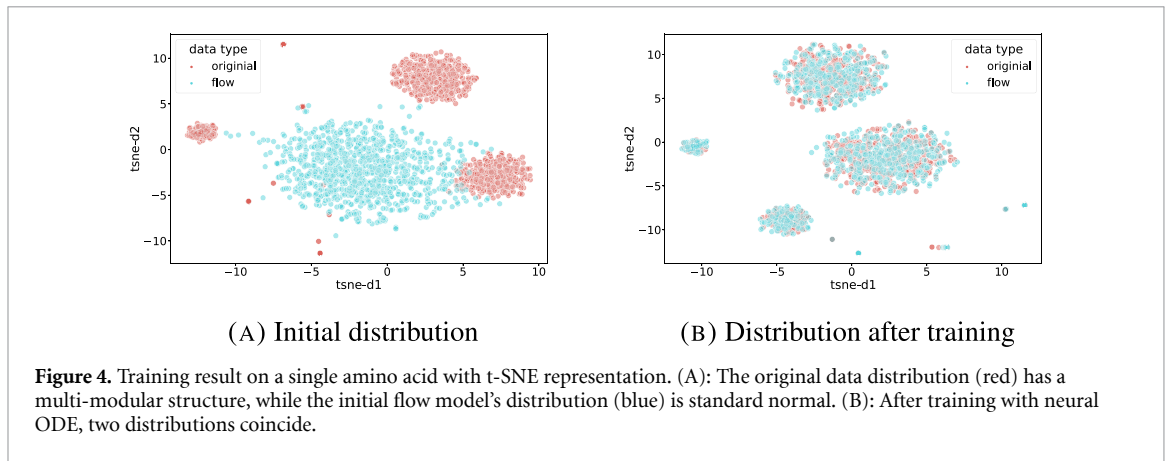 data type
originial
flow
10
5
0
−5
−10
tsne-d2
−10
−5
0
5
10
tsne-d1
data type
originial
flow
10
5
0
−5
−10
tsne-d2
−10
−5
0
5
10
tsne-d1
(A) Initial distribution
(B) Distribution after training
Figure 4. Training result on a single amino acid with t-SNE representation. (A): The original data distribution (red) has a
multi-modular structure, while the initial flow model's distribution (blue) is standard normal. (B): After training with neural
ODE, two distributions coincide.